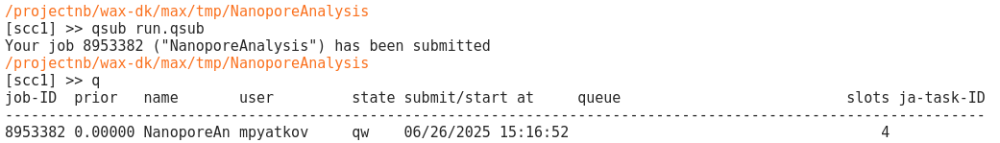 /projectnb/wax-dk/max/tmp/NanoporeAnalysis
[scc1] >> qsub run.qsub
Your job 8953382 ("NanoporeAnalysis") has been submitted
/projectnb/wax-dk/max/tmp/NanoporeAnalysis
[scc1] >> q
job-ID  prior   name       user         state submit/start at     queue                          slots ja-task-ID
-----------------------------------------------------------------------------------------------------------------
8953382 0.00000 NanoporeAn mpyatkov     qw    06/26/2025 15:16:52                                    4